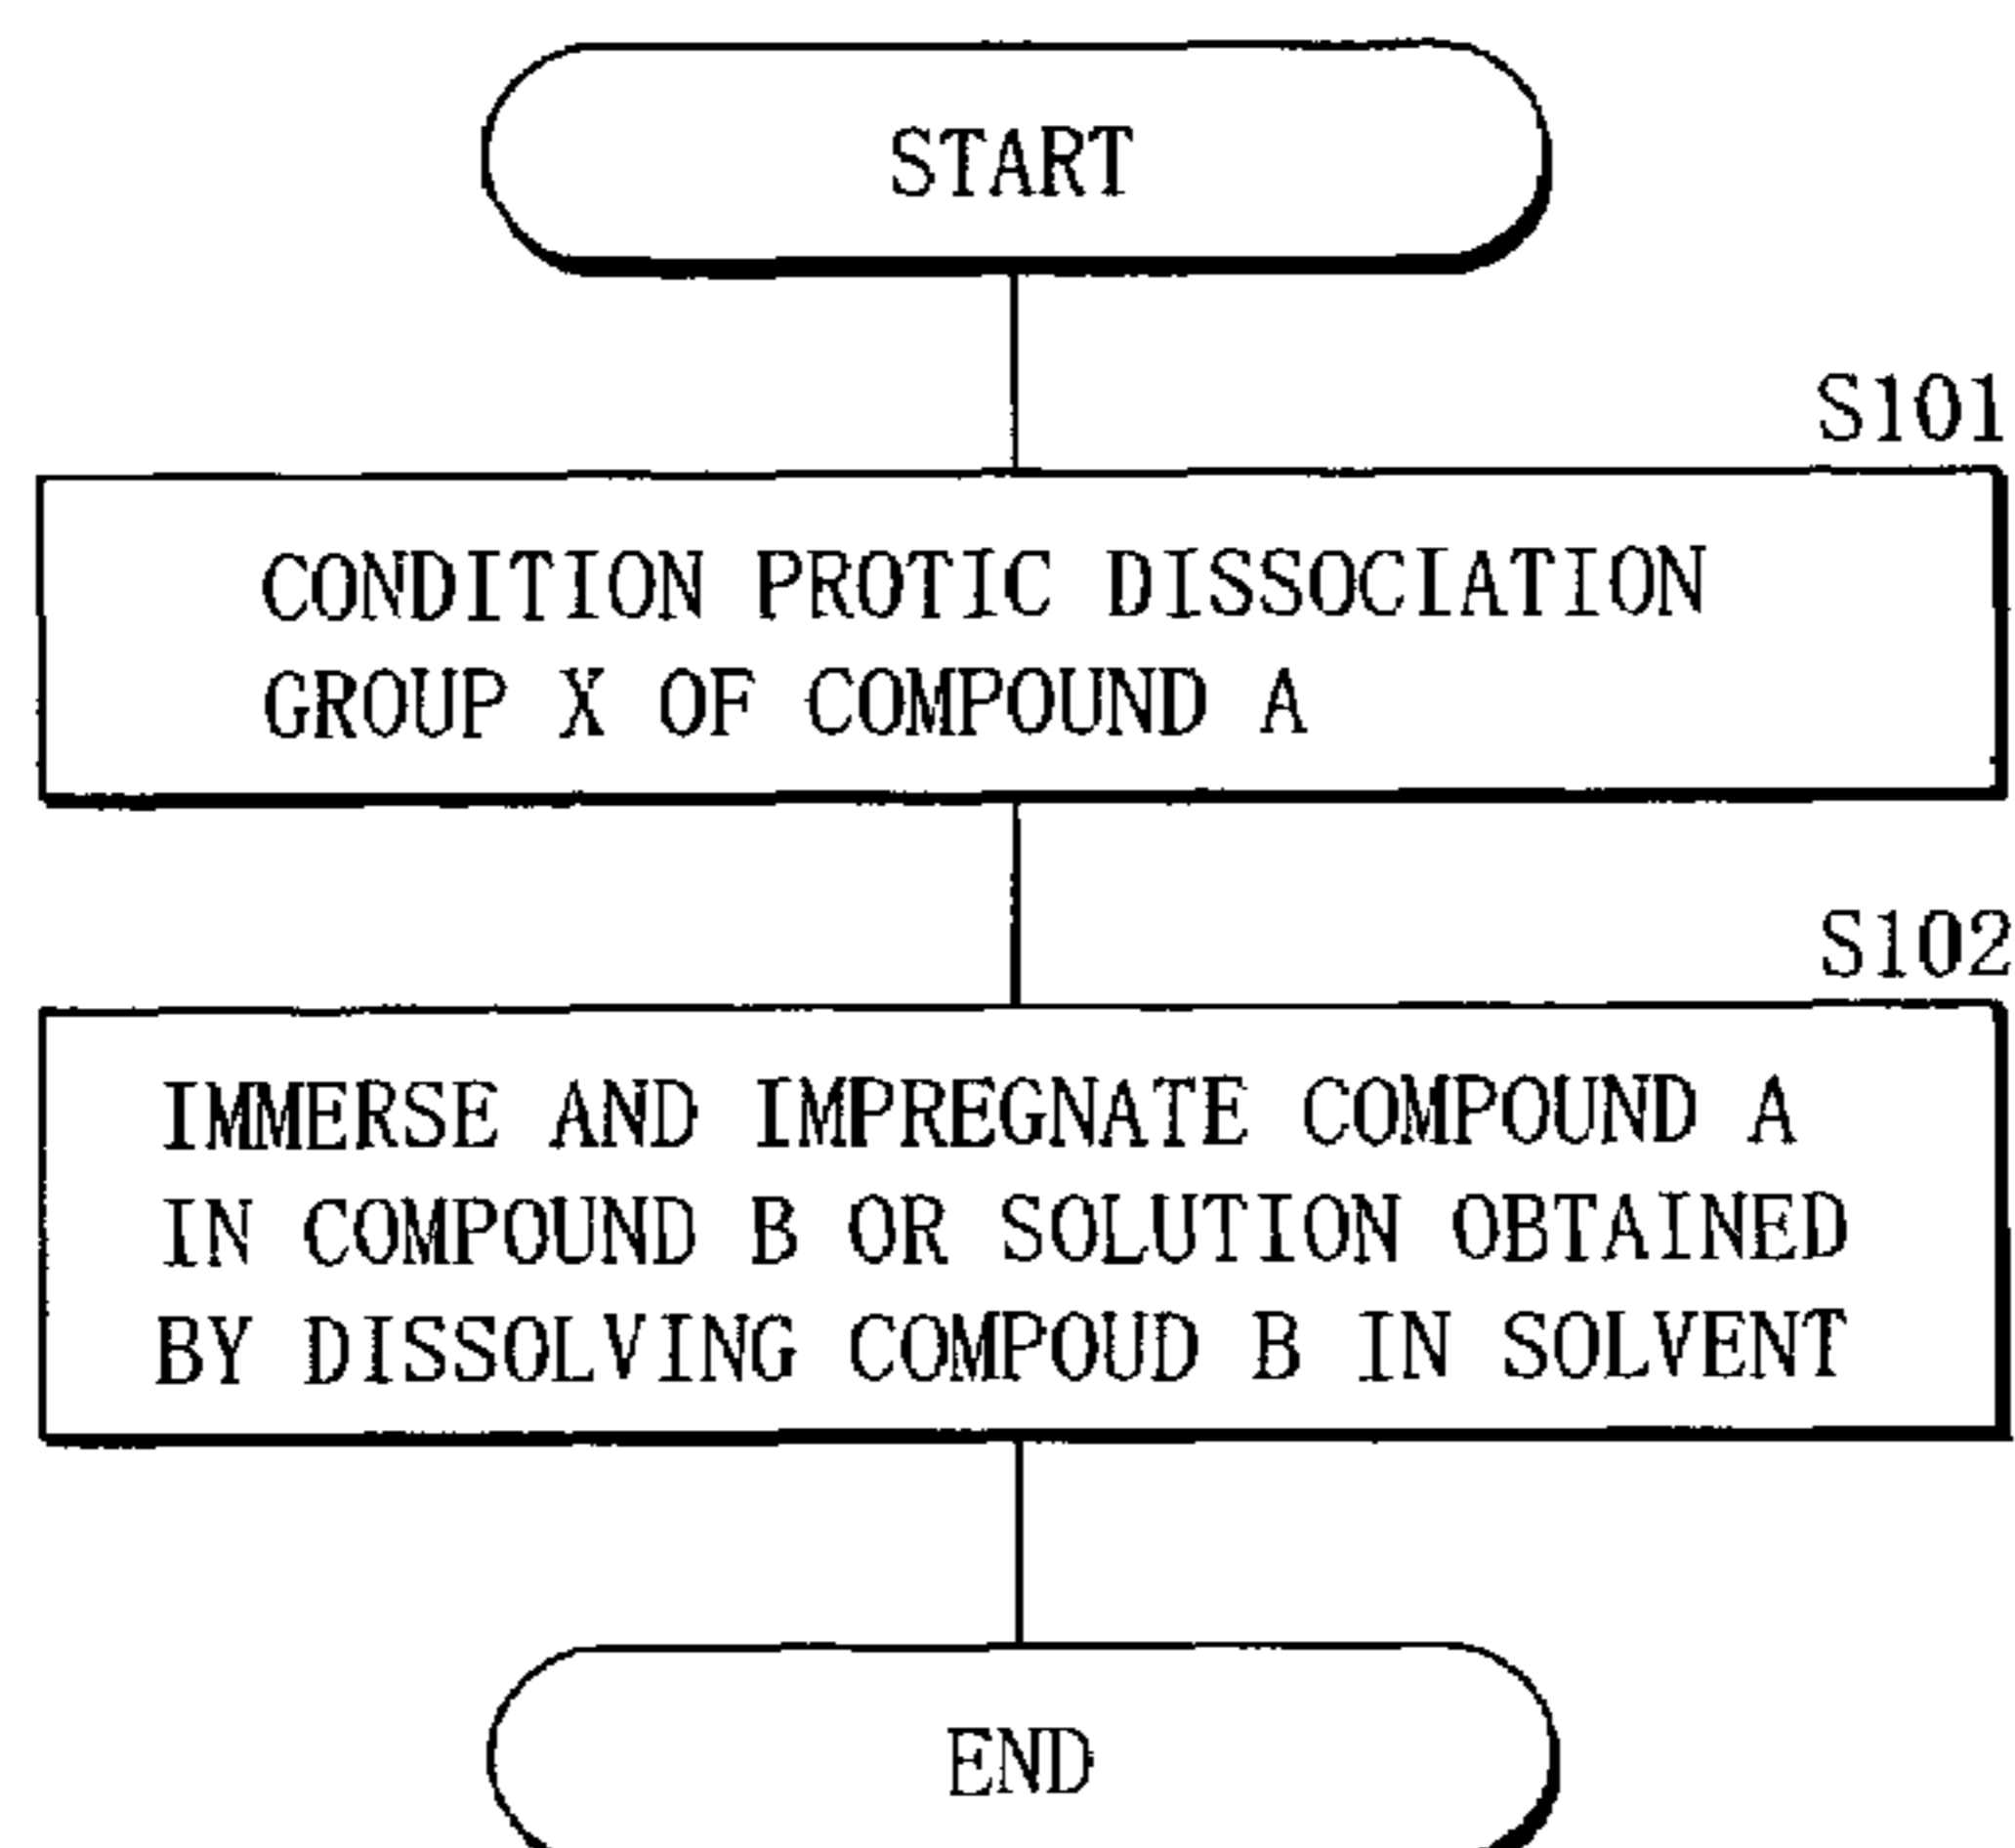 START
S101
CONDITION PROTIC DISSOCIATION
GROUP X OF COMPOUND A
S102
IMMERSE AND IMPREGNATE COMPOUND A
IN COMPOUND B OR SOLUTION OBTAINED
BY DISSOLVING COMPOUD B IN SOLVENT
END